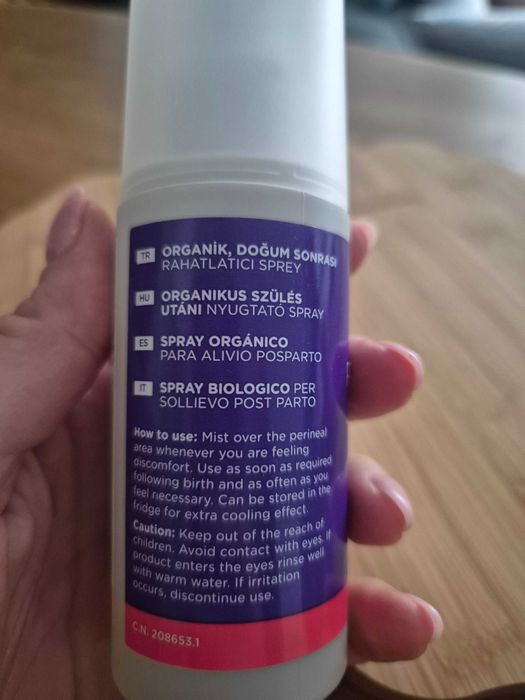 TR ORGANİK, DOĞUM SONRASI
RAHATLATICI SPREY
HU ORGANIKUS SZÜLÉS
UTÁNI NYUGTATÓ SPRAY
ES SPRAY ORGÁNICO
PARA ALIVIO POSPARTO
IT SPRAY BIOLOGICO PER
SOLLIEVO POST PARTO
How to use: Mist over the perineal
area whenever you are feeling
discomfort. Use as soon as required
following birth and as often as you
feel necessary. Can be stored in the
fridge for extra cooling effect.
Caution: Keep out of the reach of
children. Avoid contact with eyes. If
product enters the eyes rinse well
with warm water. If irritation
occurs, discontinue use.
C.N. 208653.1